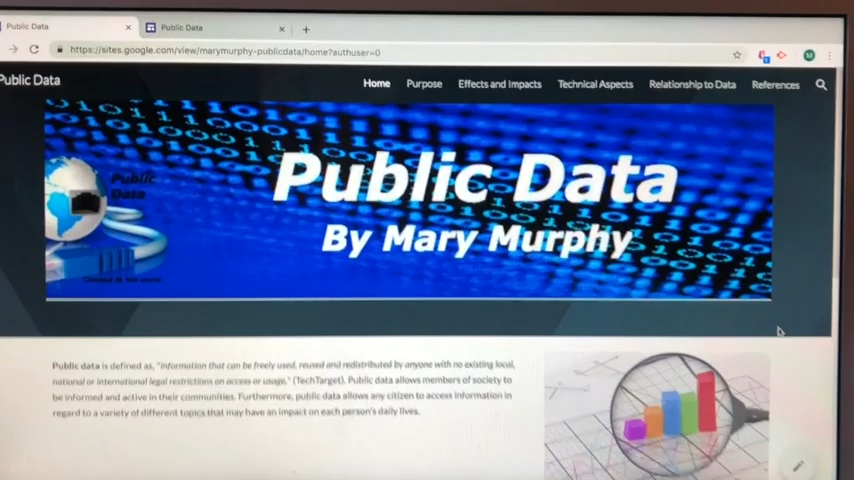 Public Data
Public Data
https://sites.google.com/view/marymurphy-publicdata/home?authuser=0
M
Public Data
Home Purpose Effects and Impacts Technical Aspects Relationship to Data References
Public
Data
Public Data
By Mary Murphy
Public data is defined as, "information that can be freely used, reused and redistributed by anyone with no existing local,
national or international legal restrictions on access or usage." (TechTarget). Public data allows members of society to
be informed and active in their communities. Furthermore, public data allows any citizen to access information in
regard to a variety of different topics that may have an impact on each person's daily lives.